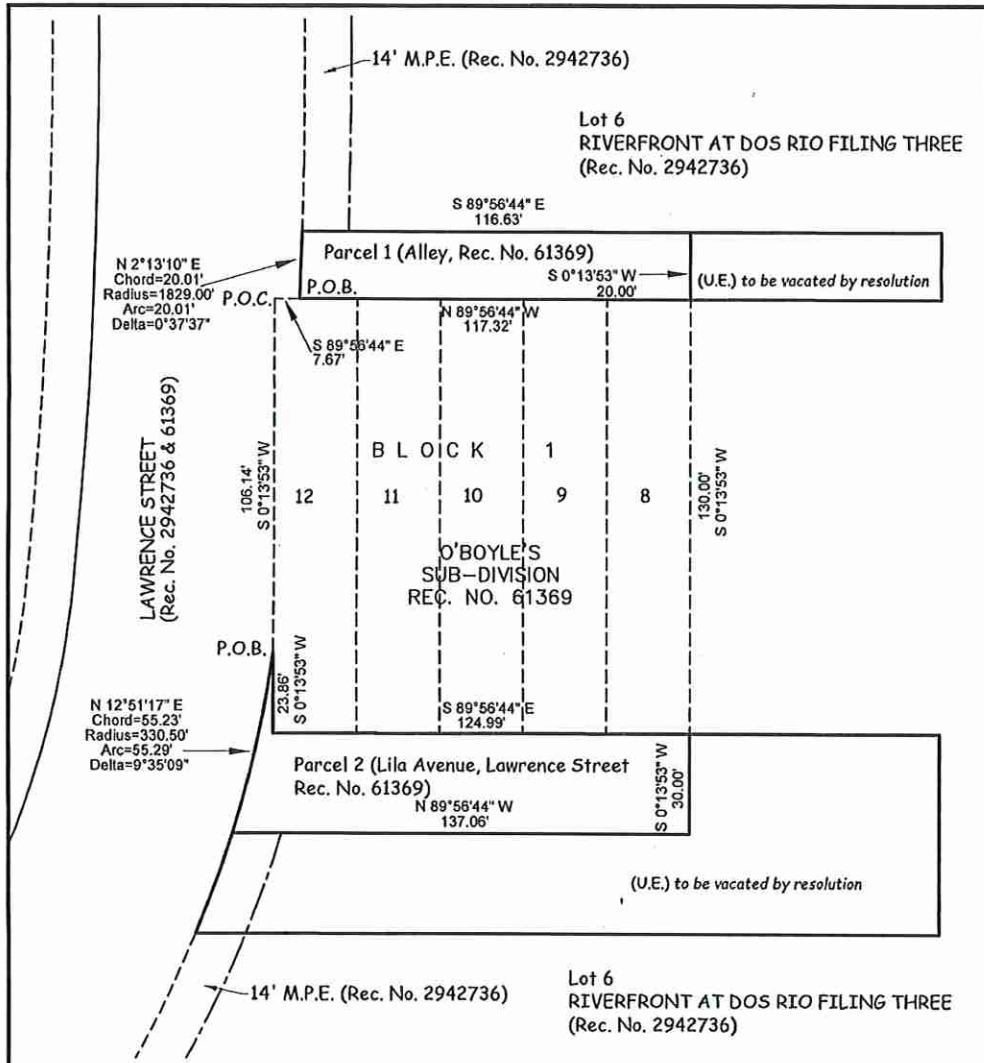 14' M.P.E. (Rec. No. 2942736)
Lot 6
RIVERFRONT AT DOS RIO FILING THREE
(Rec. No. 2942736)
S 89°56'44" E
116.63'
Parcel 1 (Alley, Rec. No. 61369)
N 2°13'10" E
Chord=20.01'
Radius=1829.00'
Arc=20.01'
Delta=0°37'37"
S 0°13'53" W
20.00'
(U.E.) to be vacated by resolution
P.O.C.
P.O.B.
N 89°56'44" W
117.32'
S 89°56'44" E
7.67'
LAWRENCE STREET
(Rec. No. 2942736 & 61369)
106.14'
S 0°13'53" W
BLOCK 1
12 11 10 9 8
130.00'
S 0°13'53" W
O'BOYLE'S
SUB-DIVISION
REC. NO. 61369
P.O.B.
23.86'
S 0°13'53" W
N 12°51'17" E
Chord=55.23'
Radius=330.50'
Arc=55.29'
Delta=9°35'09"
S 89°56'44" E
124.99'
Parcel 2 (Lila Avenue, Lawrence Street
Rec. No. 61369)
N 89°56'44" W
137.06'
S 0°13'53" W
30.00'
(U.E.) to be vacated by resolution
14' M.P.E. (Rec. No. 2942736)
Lot 6
RIVERFRONT AT DOS RIO FILING THREE
(Rec. No. 2942736)